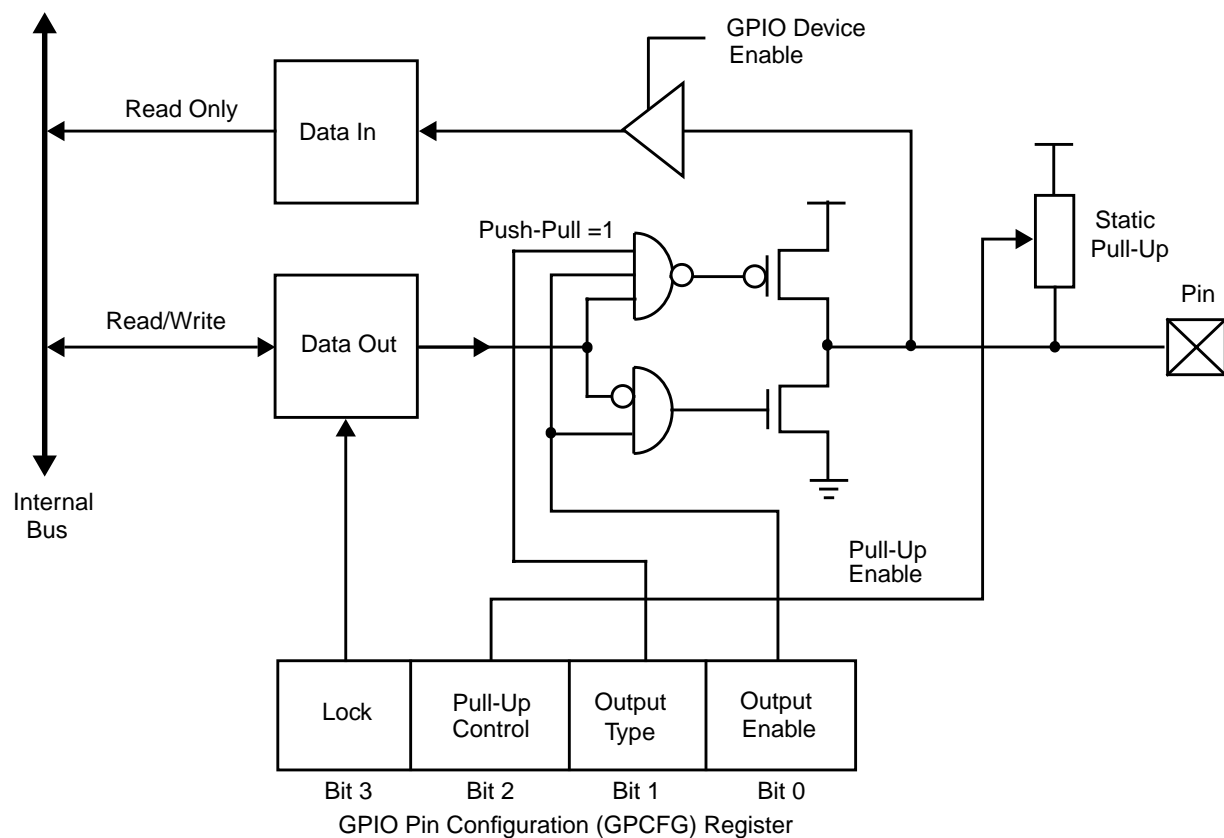 GPIO Device
Enable
Read Only
Data In
Push-Pull =1
Static
Pull-Up
Pin
Read/Write
Data Out
Internal
Bus
Pull-Up
Enable
Lock
Pull-Up
Control
Output
Type
Output
Enable
Bit 3
Bit 2
Bit 1
Bit 0
GPIO Pin Configuration (GPCFG) Register